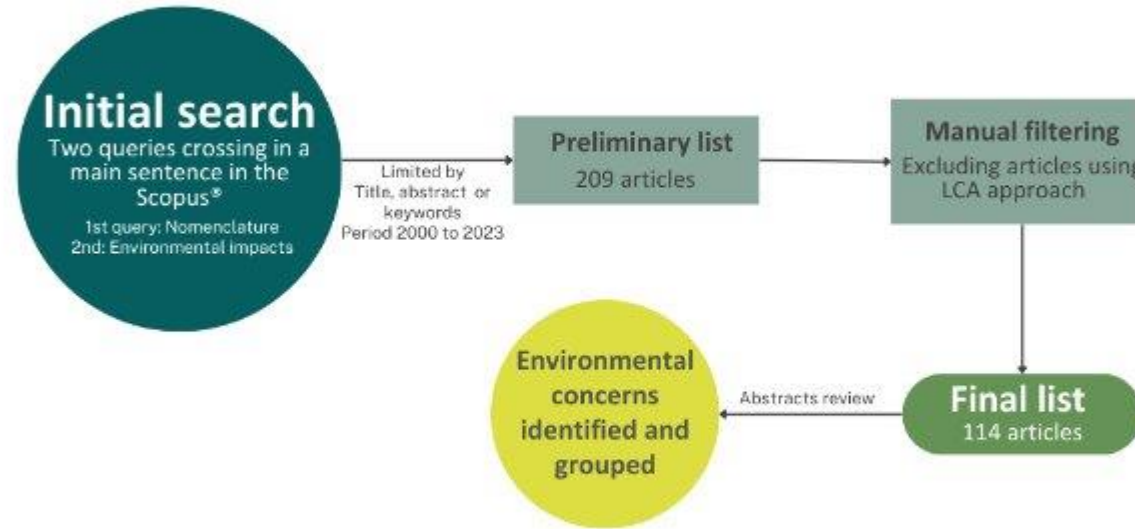 Initial search
Two queries crossing in a
main sentence in the
Scopus®
1st query: Nomenclature
2nd: Environmental impacts
Limited by
Title, abstract or
keywords
Period 2000 to 2023
Preliminary list
209 articles
Manual filtering
Excluding articles using
LCA approach
Final list
114 articles
Abstracts review
Environmental
concerns
identified and
grouped